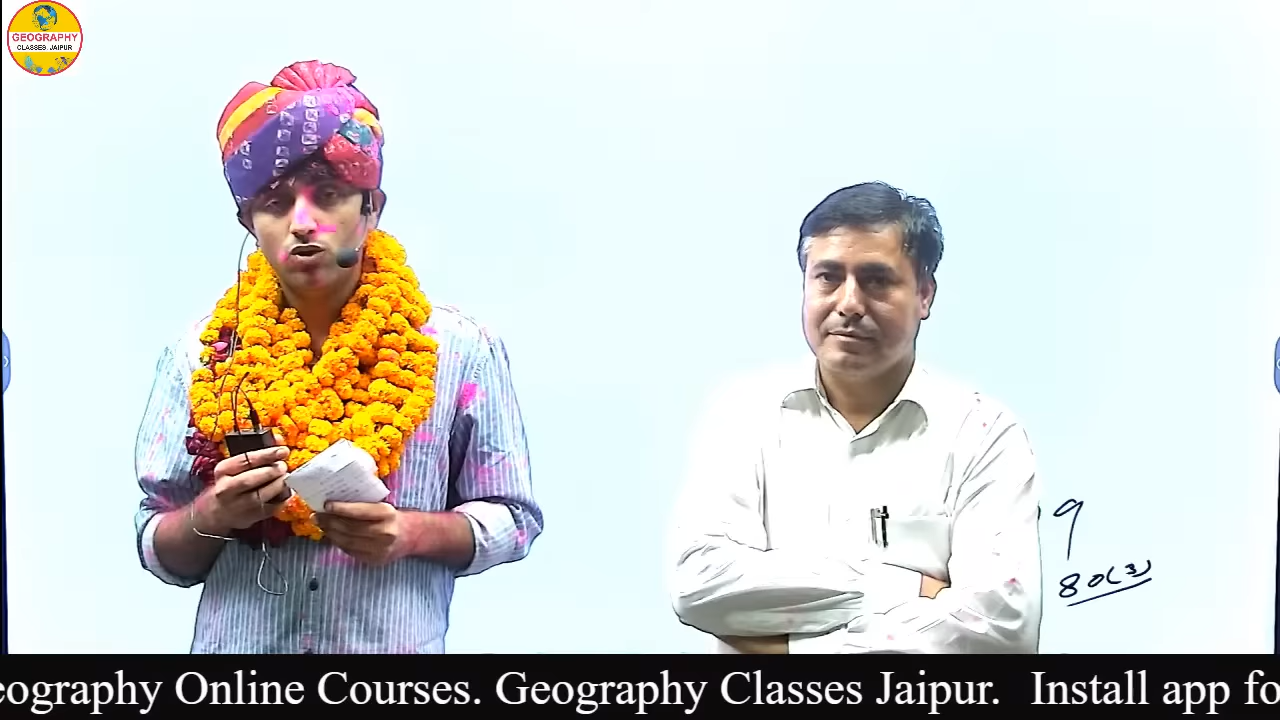 GEOGRAPHY
CLASSES JAIPUR
9
80(3)
eography Online Courses. Geography Classes Jaipur. Install app fo